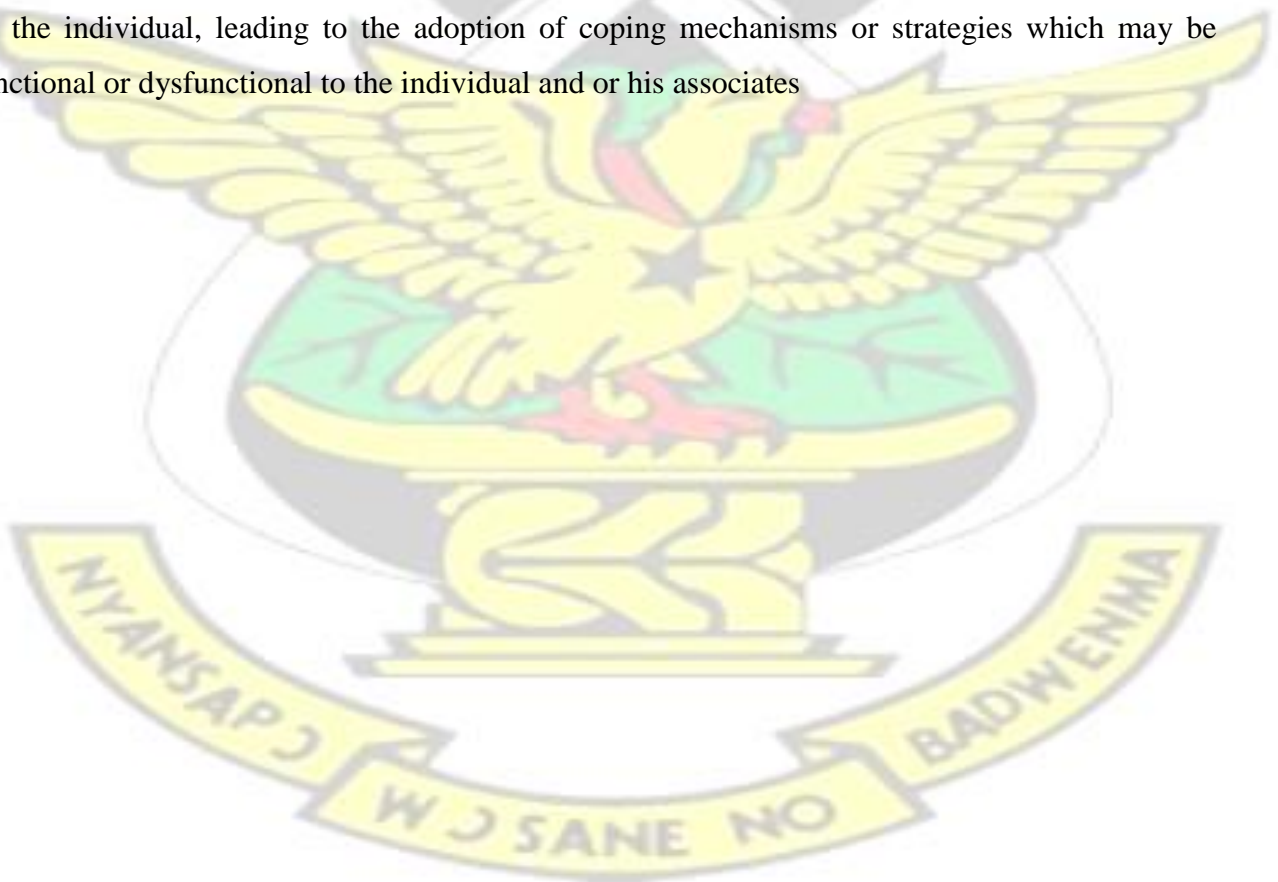 the individual, leading to the adoption of coping mechanisms or strategies which may be
nctional or dysfunctional to the individual and or his associates
NYANSAPƆ
WƆSANE NO
BADWENMA